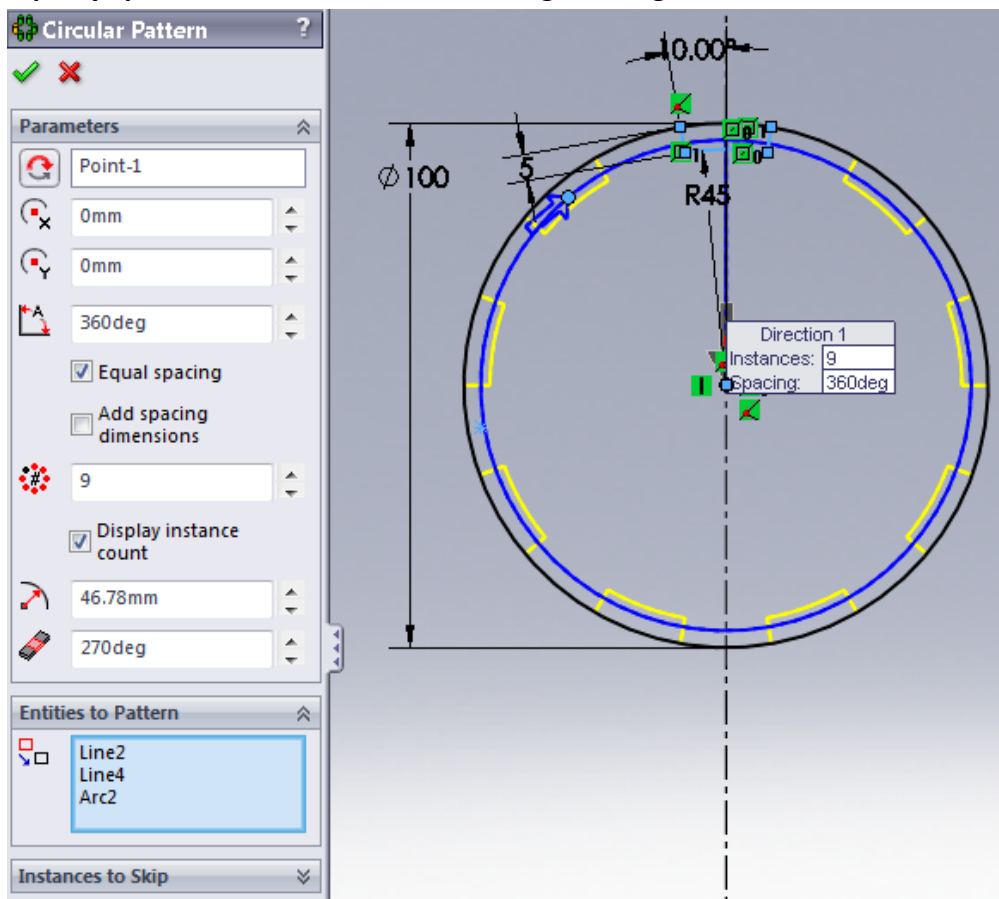 Circular Pattern ?
Parameters
Point-1
0mm
0mm
360deg
Equal spacing
Add spacing
dimensions
9
Display instance
count
46.78mm
270deg
Entities to Pattern
Line2
Line4
Arc2
Instances to Skip
10.00°
Ø100
5
R45
Direction 1
Instances: 9
Spacing: 360deg